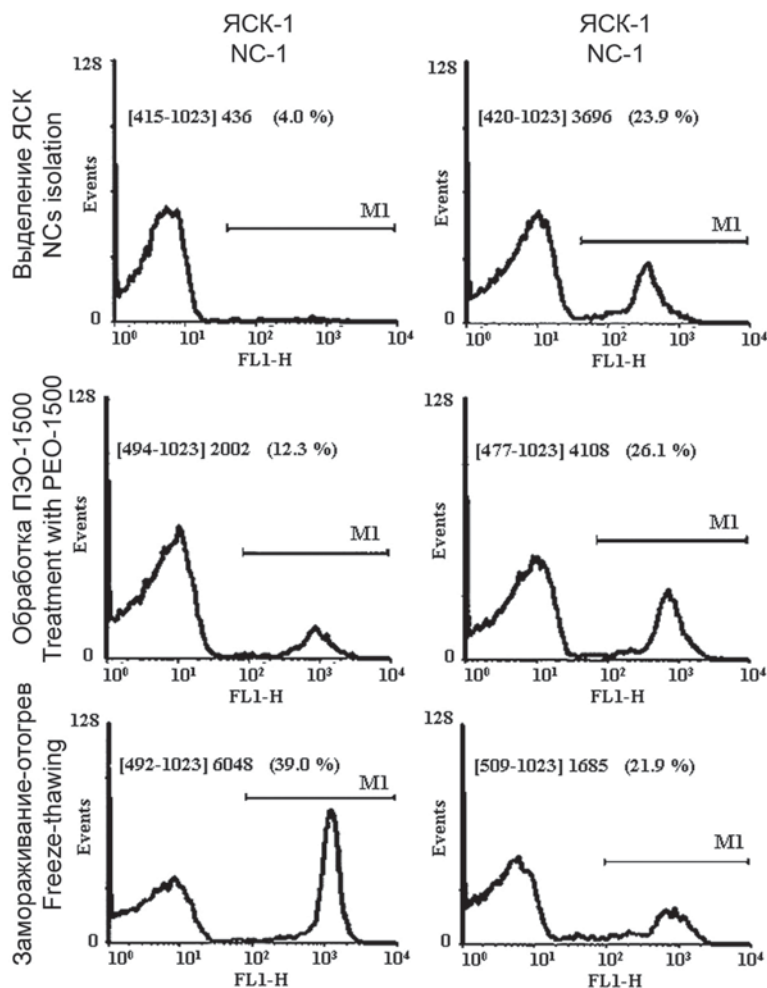 ЯСК-1
NC-1
ЯСК-1
NC-1
Выделение ЯСК
NCs isolation
128
[415-1023] 436 (4.0 %)
M1
Events
0
10⁰ 10¹ 10² 10³ 10⁴
FL1-H
128
[420-1023] 3696 (23.9 %)
M1
Events
0
10⁰ 10¹ 10² 10³ 10⁴
FL1-H
Обработка ПЭО-1500
Treatment with PEO-1500
128
[494-1023] 2002 (12.3 %)
M1
Events
0
10⁰ 10¹ 10² 10³ 10⁴
FL1-H
128
[477-1023] 4108 (26.1 %)
M1
Events
0
10⁰ 10¹ 10² 10³ 10⁴
FL1-H
Замораживание-отогрев
Freeze-thawing
128
[492-1023] 6048 (39.0 %)
M1
Events
0
10⁰ 10¹ 10² 10³ 10⁴
FL1-H
128
[509-1023] 1685 (21.9 %)
M1
Events
0
10⁰ 10¹ 10² 10³ 10⁴
FL1-H